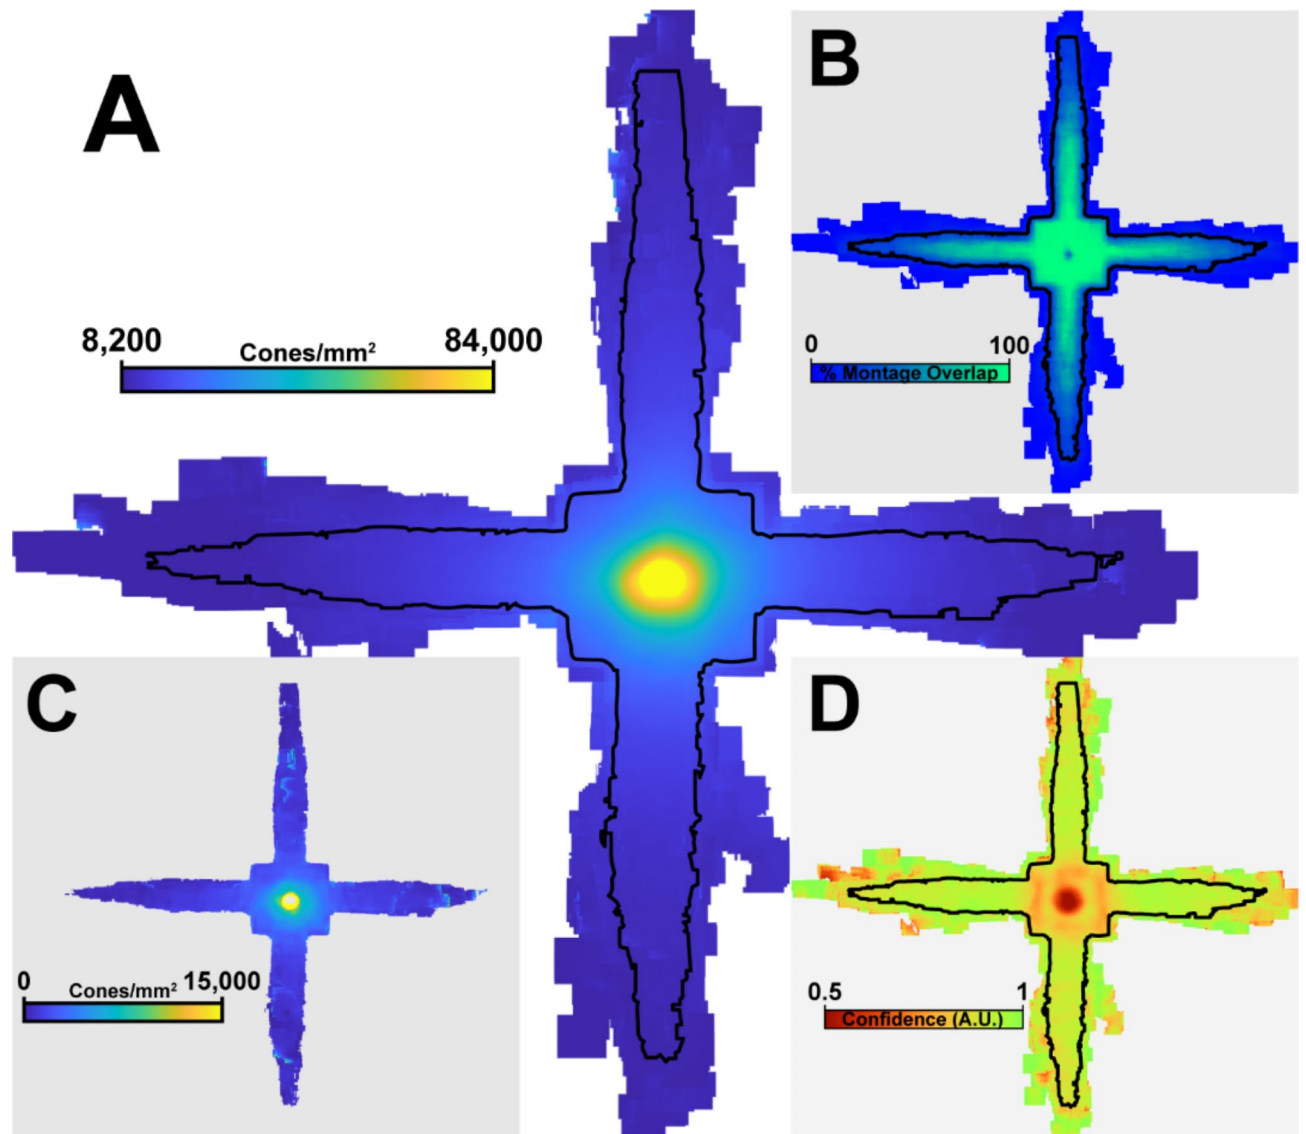 A
B
8,200 84,000
Cones/mm²
0 100
% Montage Overlap
C
D
0 15,000
Cones/mm²
0.5 1
Confidence (A.U.)